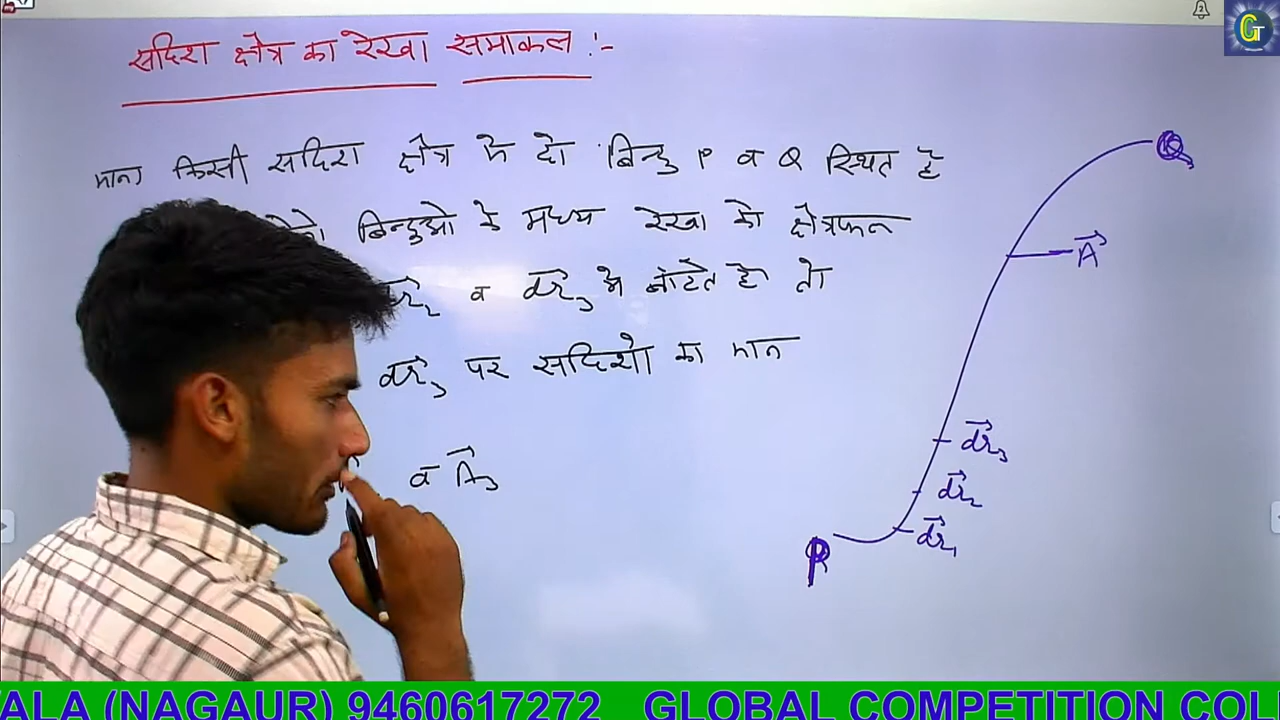 सदिश क्षेत्र का रेखा समाकल :-
माना किसी सदिश क्षेत्र मे दो बिन्दु P व Q स्थित है
बिन्दुओ के मध्य रेखा को क्षेत्रफल
dr₂ व dr₃ मे बांटते है तो
dr₃ पर सदिशो का मान
व A₃
Q
A
dr₃
dr₂
dr₁
P
G
ALA (NAGAUR) 9460617272 GLOBAL COMPETITION COL